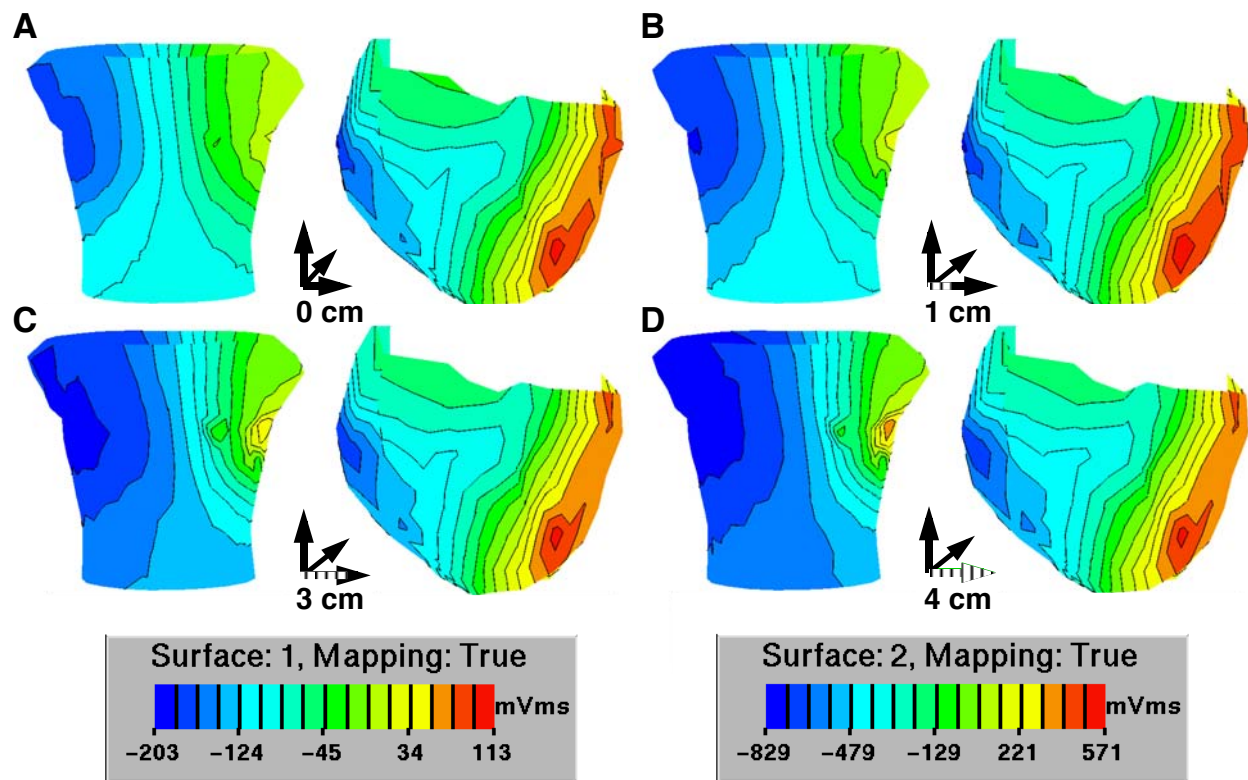 A
B
0 cm
1 cm
C
D
3 cm
4 cm
Surface: 1, Mapping: True
mVms
−203 −124 −45 34 113
Surface: 2, Mapping: True
mVms
−829 −479 −129 221 571